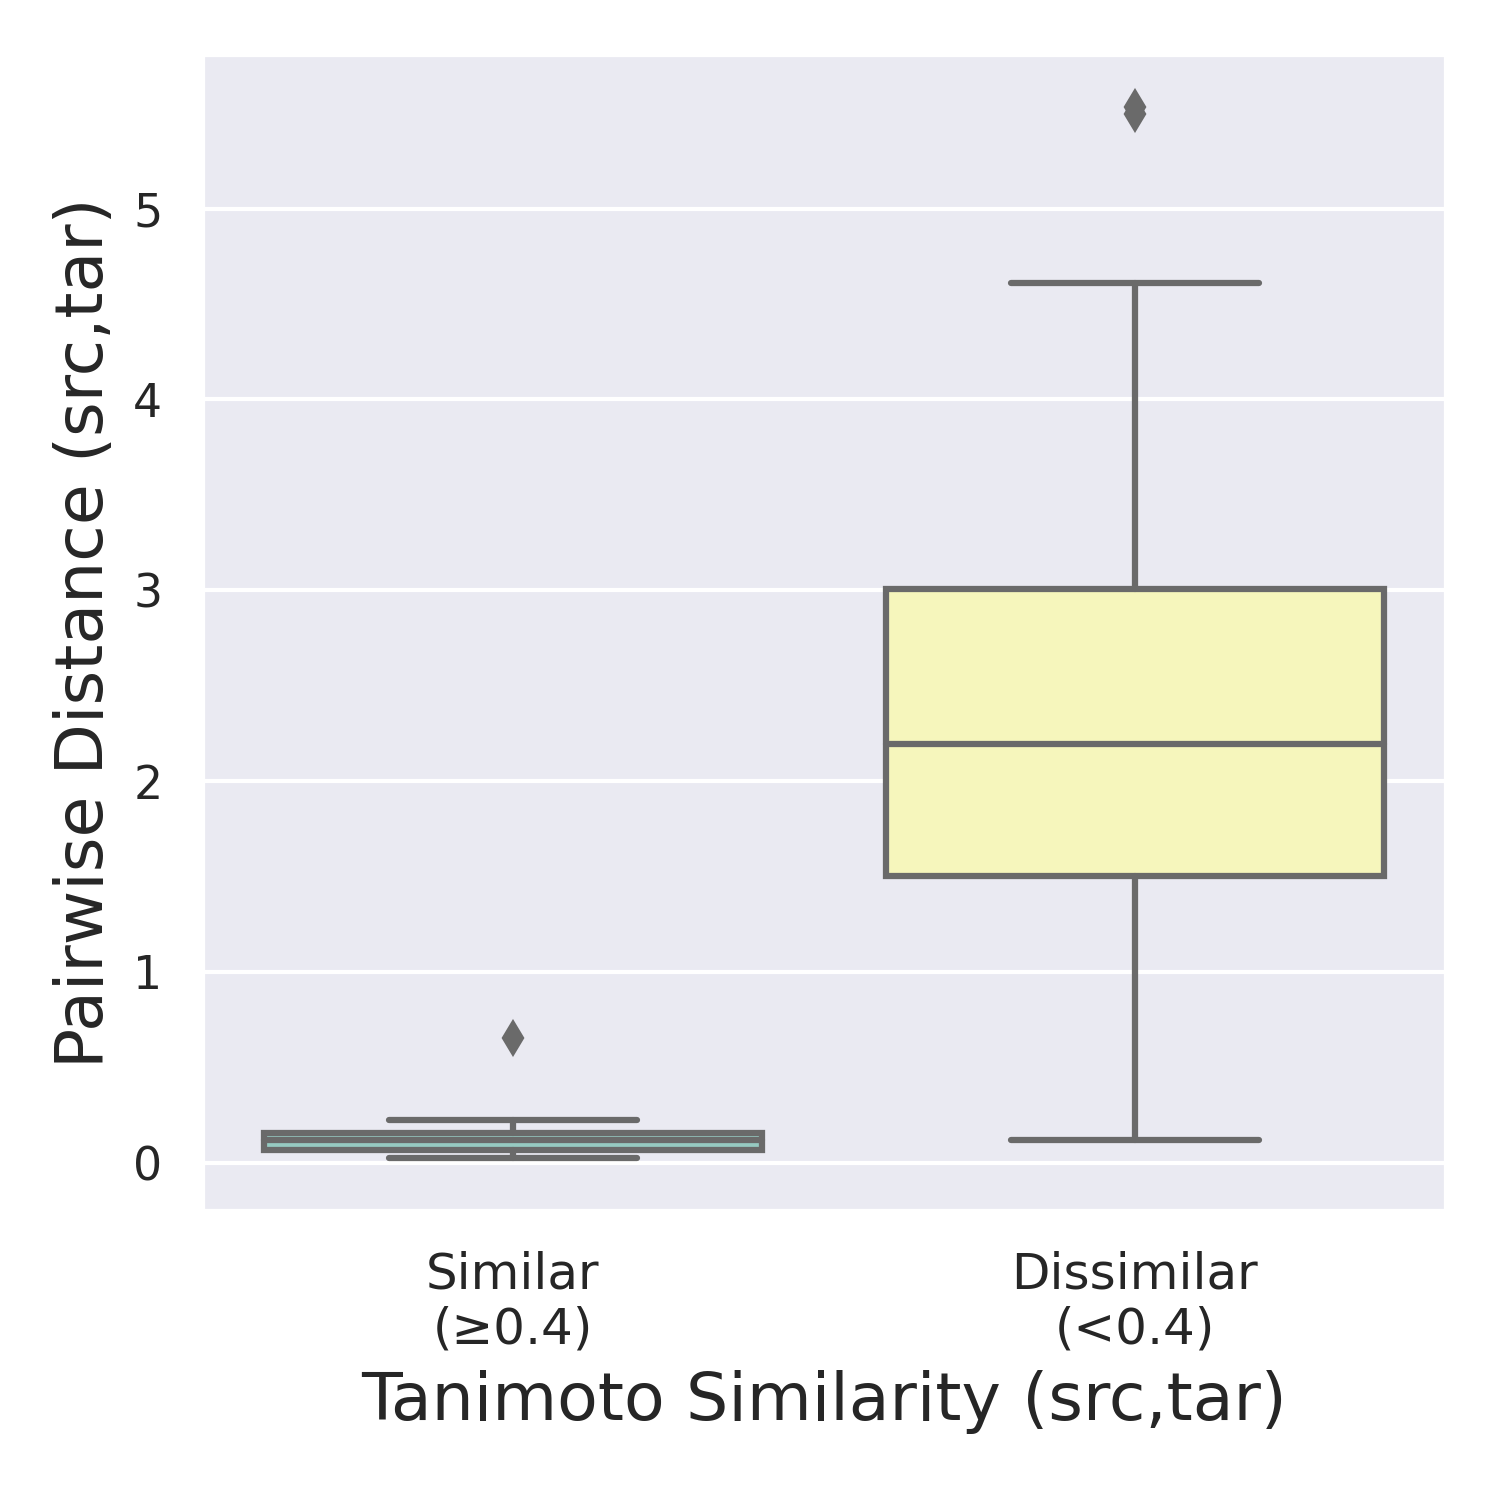 Pairwise Distance (src,tar)
5
4
3
2
1
0
Similar
(≥0.4)
Dissimilar
(<0.4)
Tanimoto Similarity (src,tar)